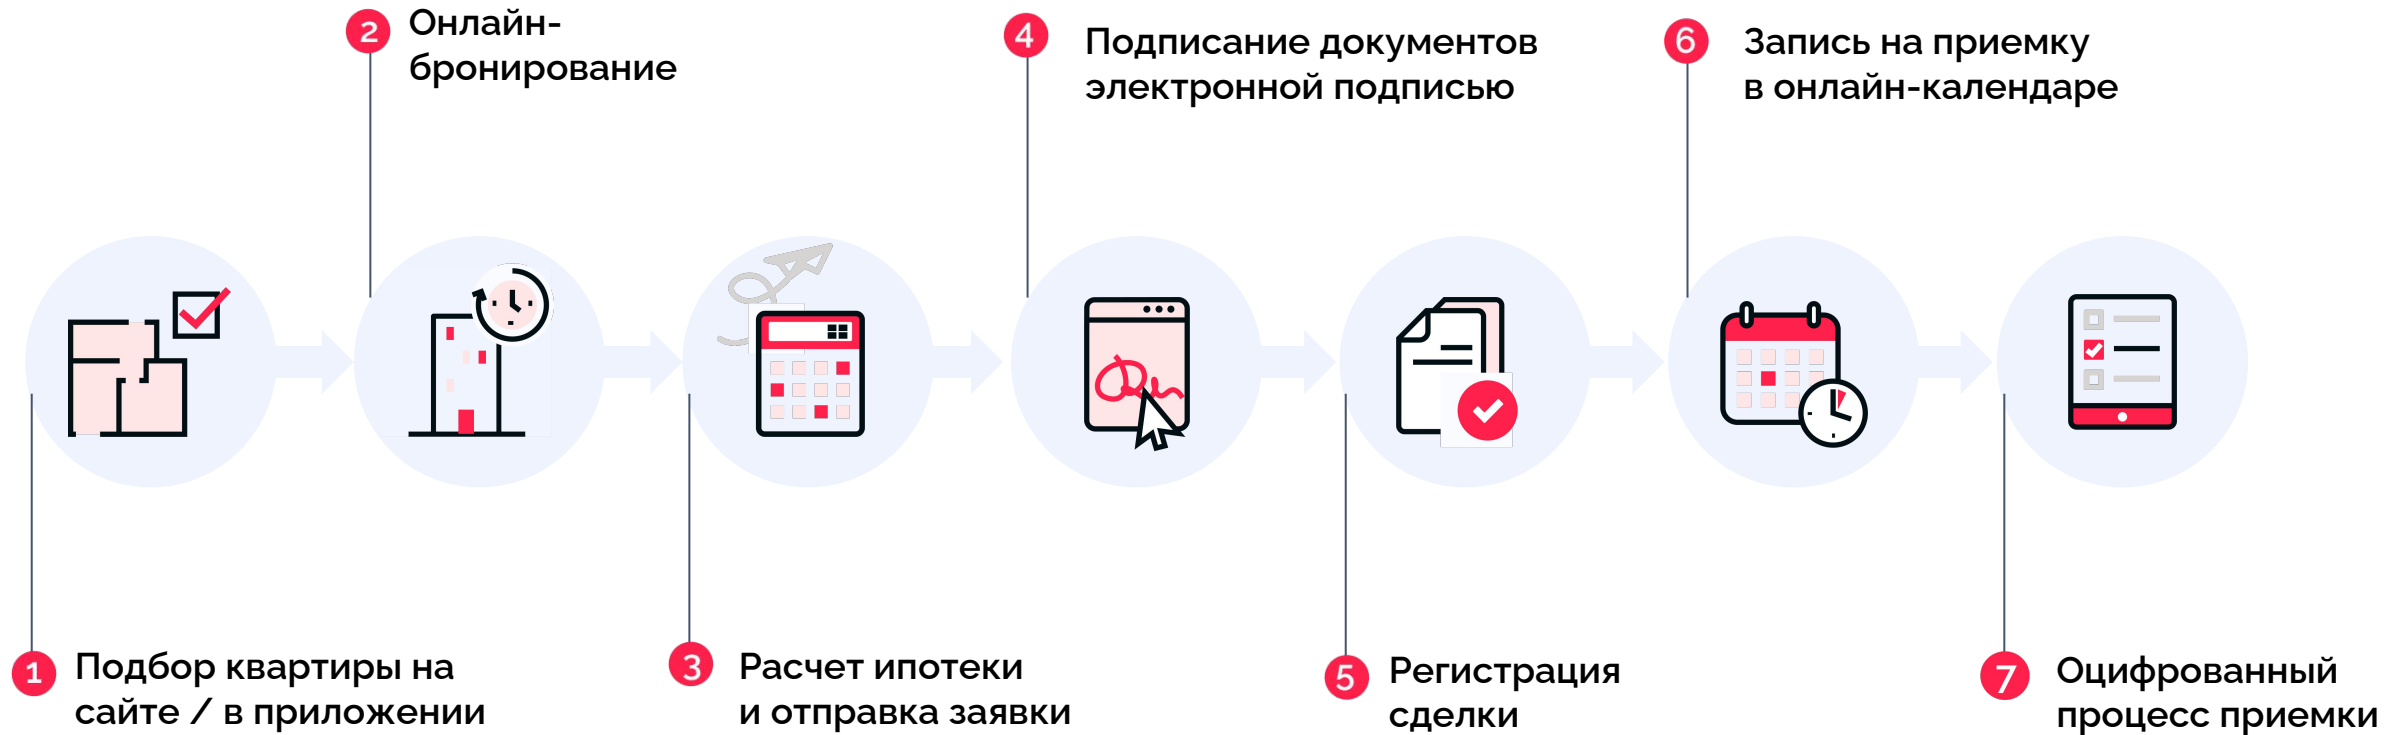 1
Подбор квартиры на
сайте / в приложении
2
Онлайн-
бронирование
3
Расчет ипотеки
и отправка заявки
4
Подписание документов
электронной подписью
5
Регистрация
сделки
6
Запись на приемку
в онлайн-календаре
7
Оцифрованный
процесс приемки